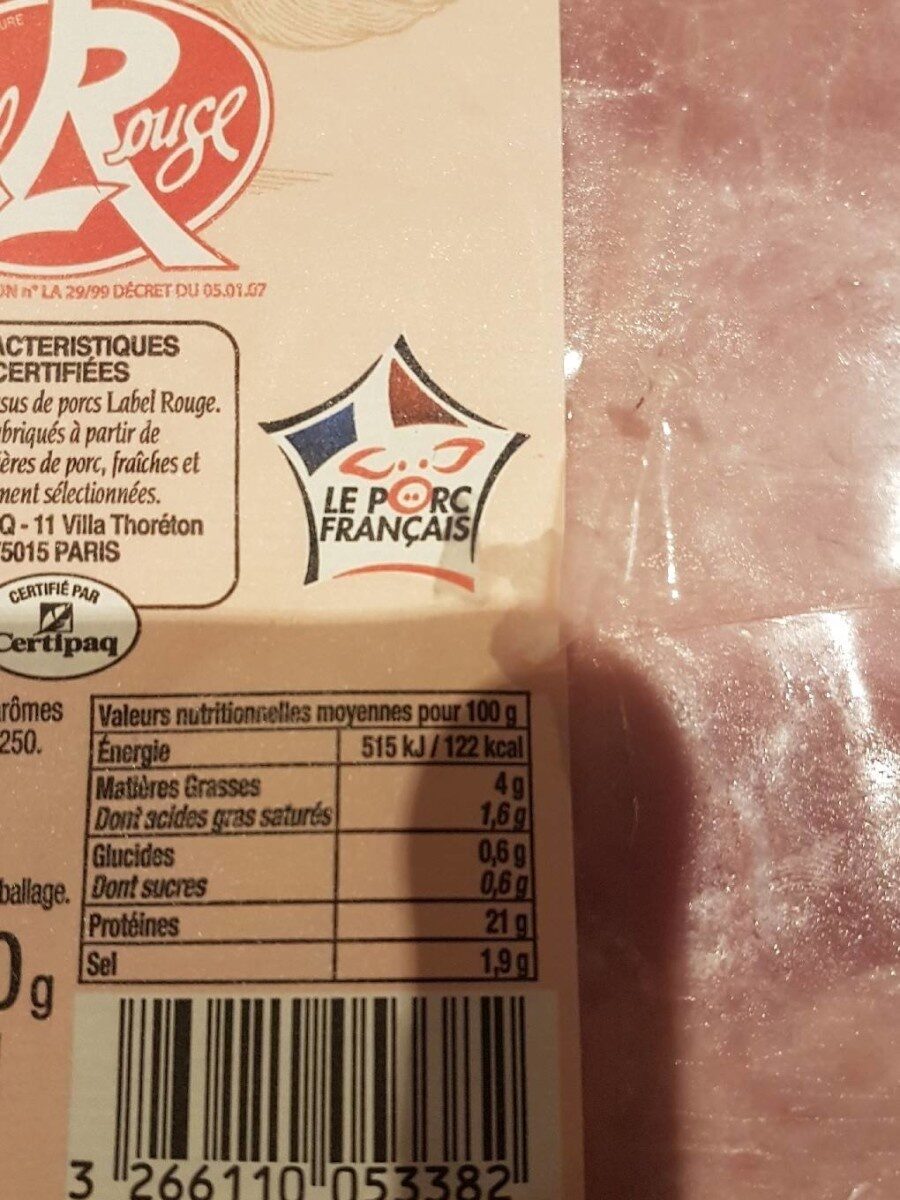 Rouge
n° LA 29/99 DÉCRET DU 05.01.07
ACTERISTIQUES
CERTIFIÉES
sus de porcs Label Rouge.
briqués à partir de
ères de porc, fraîches et
ment sélectionnées.
Q - 11 Villa Thoréton
75015 PARIS
CERTIFIÉ PAR
Certipaq
LE PORC
FRANÇAIS
rômes
250.
ballage.
0g
Valeurs nutritionnelles moyennes pour 100 g
Énergie 515 kJ / 122 kcal
Matières Grasses 4 g
Dont acides gras saturés 1,6 g
Glucides 0,6 g
Dont sucres 0,6 g
Protéines 21 g
Sel 1,9 g
3 266110 053382